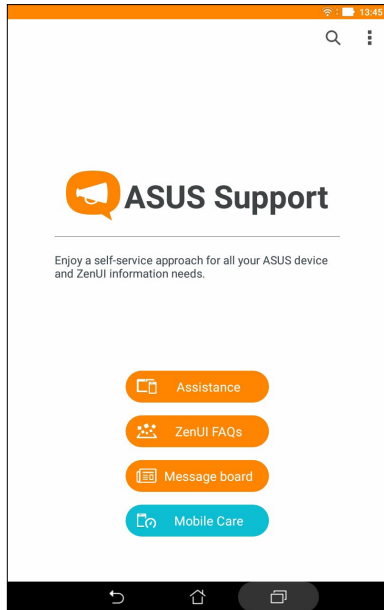 13:45
ASUS Support
Enjoy a self-service approach for all your ASUS device
and ZenUI information needs.
Assistance
ZenUI FAQs
Message board
Mobile Care